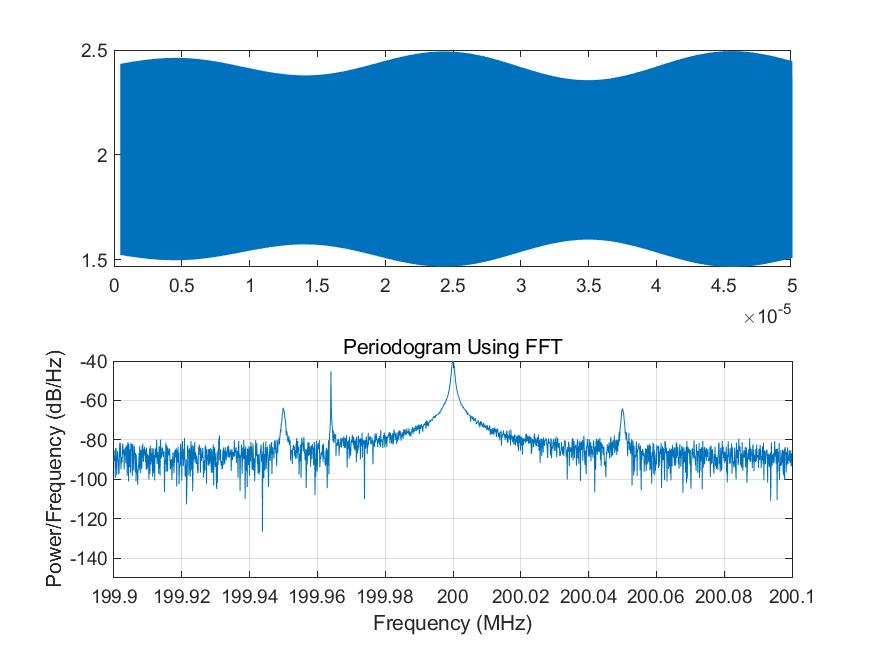 2.5
2
1.5
0 0.5 1 1.5 2 2.5 3 3.5 4 4.5 5
×10-5
Periodogram Using FFT
Power/Frequency (dB/Hz)
-40
-60
-80
-100
-120
-140
199.9 199.92 199.94 199.96 199.98 200 200.02 200.04 200.06 200.08 200.1
Frequency (MHz)